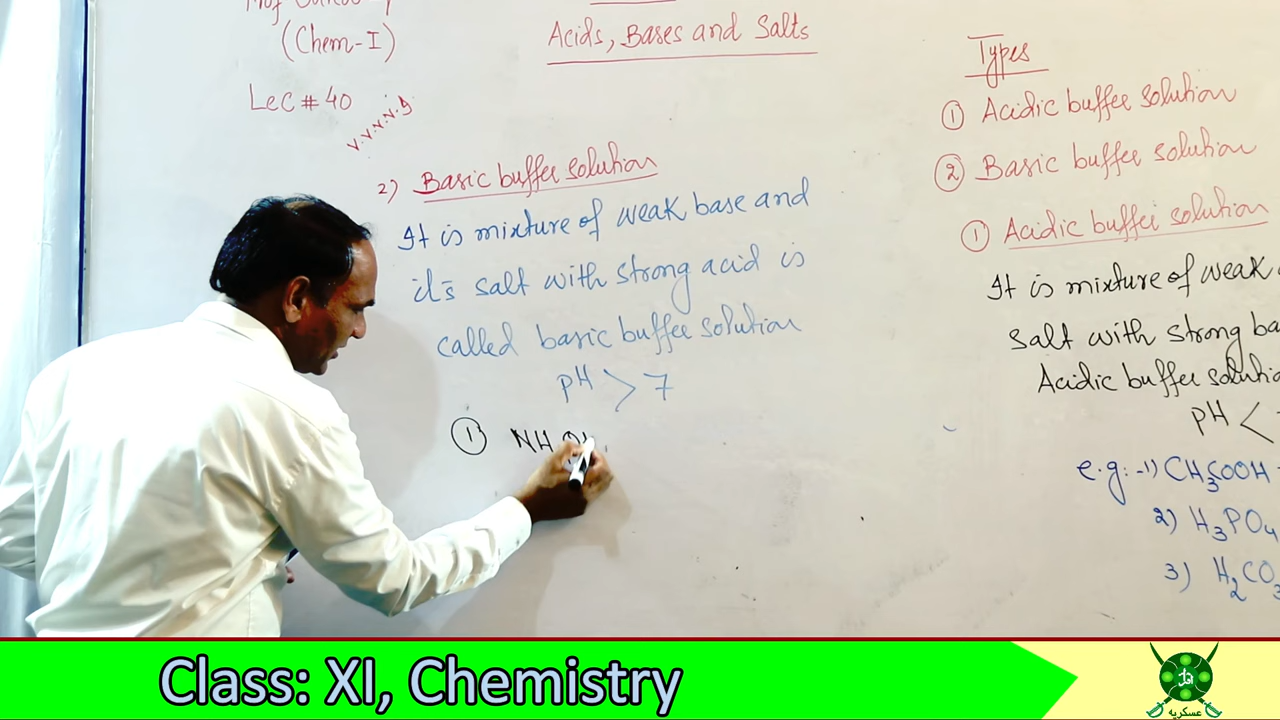 (Chem-I)
Lec # 40
V.V.V.V.9
Acids, Bases and Salts
2) Basic buffer solution
It is mixture of weak base and
it's salt with strong acid is
called basic buffer solution
pH > 7
① NH
Types
① Acidic buffer solution
② Basic buffer solution
① Acidic buffer solution
It is mixture of weak
Salt with strong ba
Acidic buffer solutio
pH <
e.g:-1) CH3COOH
2) H3PO4
3) H2CO3
Class: XI, Chemistry
عسکریہ